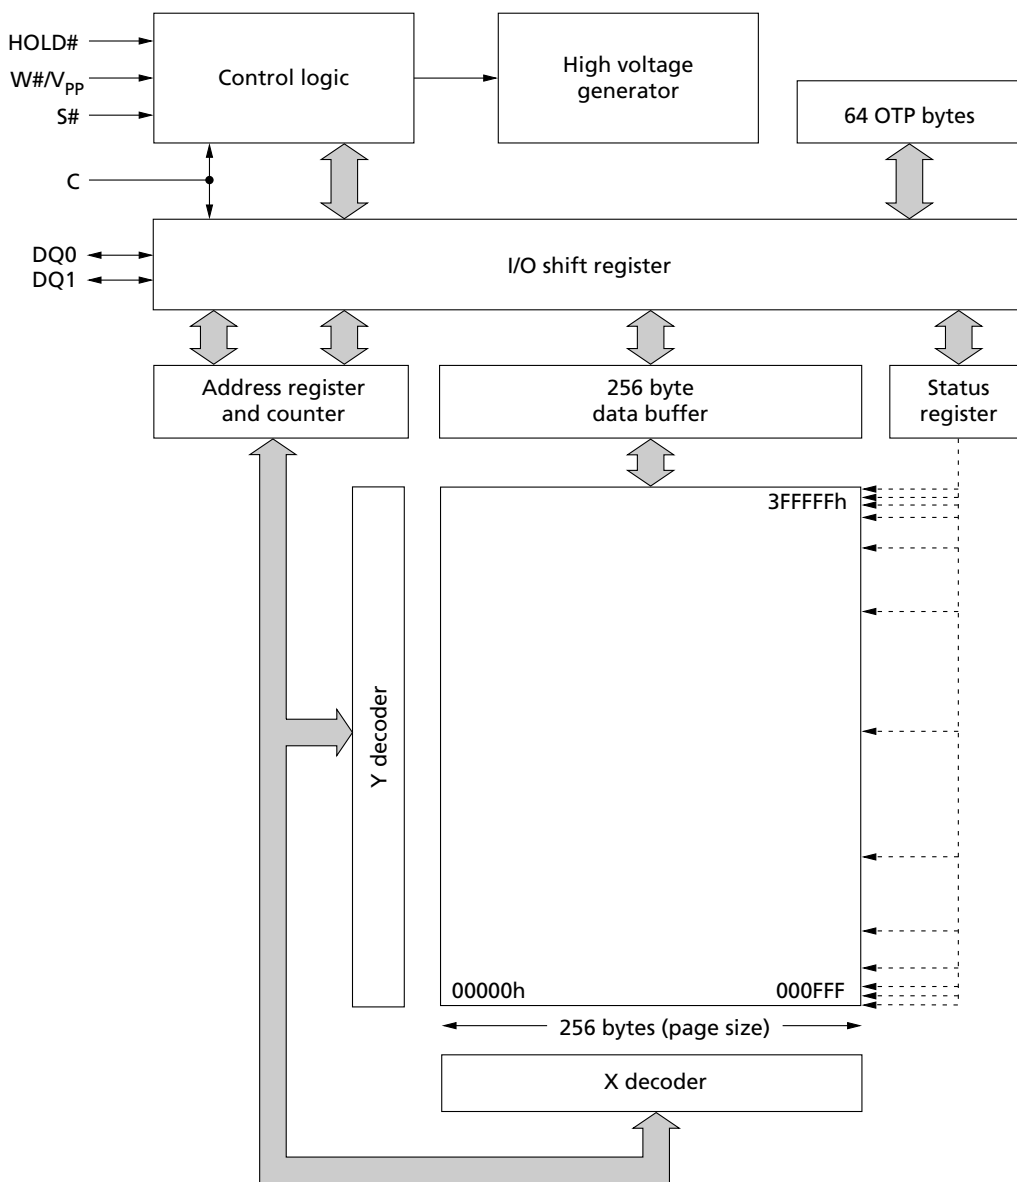 HOLD#
W#/VPP
S#
Control logic
High voltage
generator
64 OTP bytes
C
DQ0
DQ1
I/O shift register
Address register
and counter
256 byte
data buffer
Status
register
3FFFFFh
Y decoder
00000h
000FFF
256 bytes (page size)
X decoder